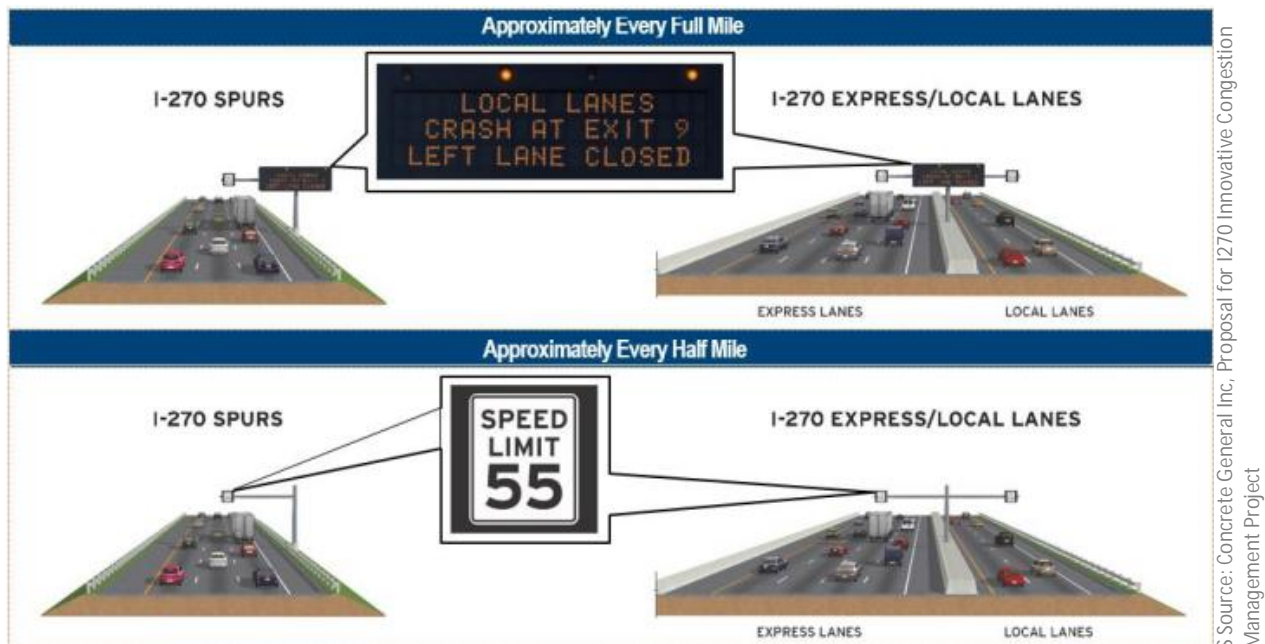 Approximately Every Full Mile
I-270 SPURS
LOCAL LANES
CRASH AT EXIT 9
LEFT LANE CLOSED
I-270 EXPRESS/LOCAL LANES
EXPRESS LANES
LOCAL LANES
Approximately Every Half Mile
I-270 SPURS
SPEED
LIMIT
55
I-270 EXPRESS/LOCAL LANES
EXPRESS LANES
LOCAL LANES
Source: Concrete General Inc, Proposal for I270 Innovative Congestion
Management Project